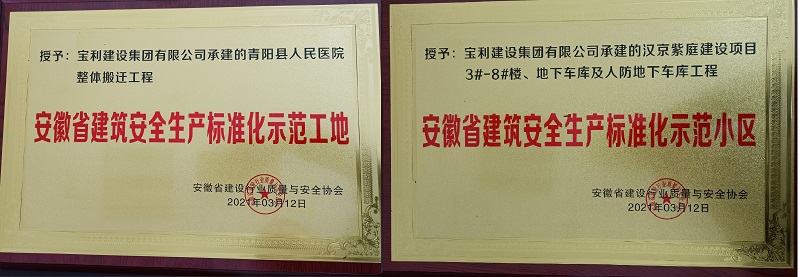 授予：宝利建设集团有限公司承建的青阳县人民医院
整体搬迁工程
安徽省建筑安全生产标准化示范工地
安徽省建设行业质量与安全协会
2021年03月12日
授予：宝利建设集团有限公司承建的汉京紫庭建设项目
3#-8#楼、地下车库及人防地下车库工程
安徽省建筑安全生产标准化示范小区
安徽省建设行业质量与安全协会
2021年03月12日